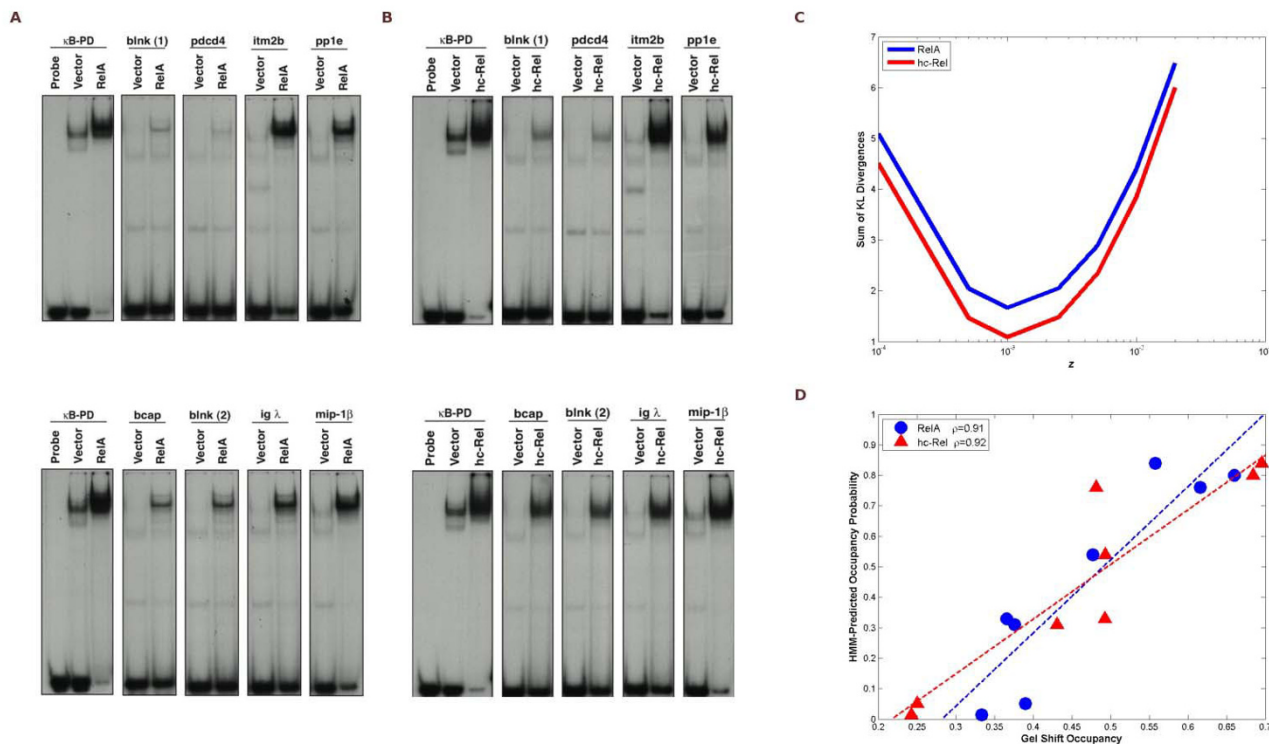 A
κB-PD blnk (1) pdcd4 itm2b pp1e
Probe Vector RelA Vector RelA Vector RelA Vector RelA Vector RelA
κB-PD bcap blnk (2) ig λ mip-1β
Probe Vector RelA Vector RelA Vector RelA Vector RelA Vector RelA
B
κB-PD blnk (1) pdcd4 itm2b pp1e
Probe Vector hc-Rel Vector hc-Rel Vector hc-Rel Vector hc-Rel Vector hc-Rel
κB-PD bcap blnk (2) ig λ mip-1β
Probe Vector hc-Rel Vector hc-Rel Vector hc-Rel Vector hc-Rel Vector hc-Rel
C
RelA
hc-Rel
Sum of KL Divergences
7
6
5
4
3
2
1
z
D
RelA ρ=0.91
hc-Rel ρ=0.92
HMM-Predicted Occupancy Probability
1
0.9
0.8
0.7
0.6
0.5
0.4
0.3
0.2
0.1
0
0.2 0.25 0.3 0.35 0.4 0.45 0.5 0.55 0.6 0.65 0.7
Gel Shift Occupancy